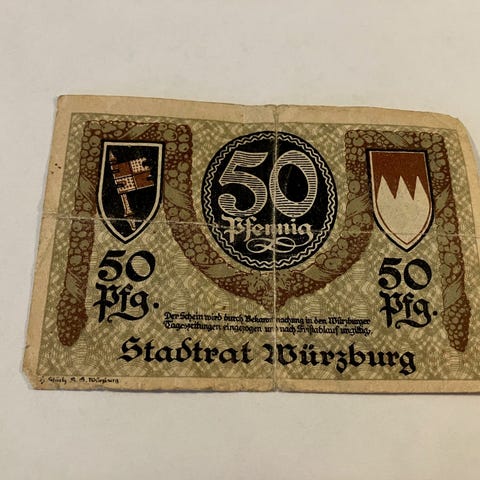 50
Pfennig
50
Pfg.
50
Pfg.
Der Schein wird durch Bekanntmachung in den Würzburger
Tageszeitungen eingezogen und nach Fristablauf ungültig.
Stadtrat Würzburg
Würzburg